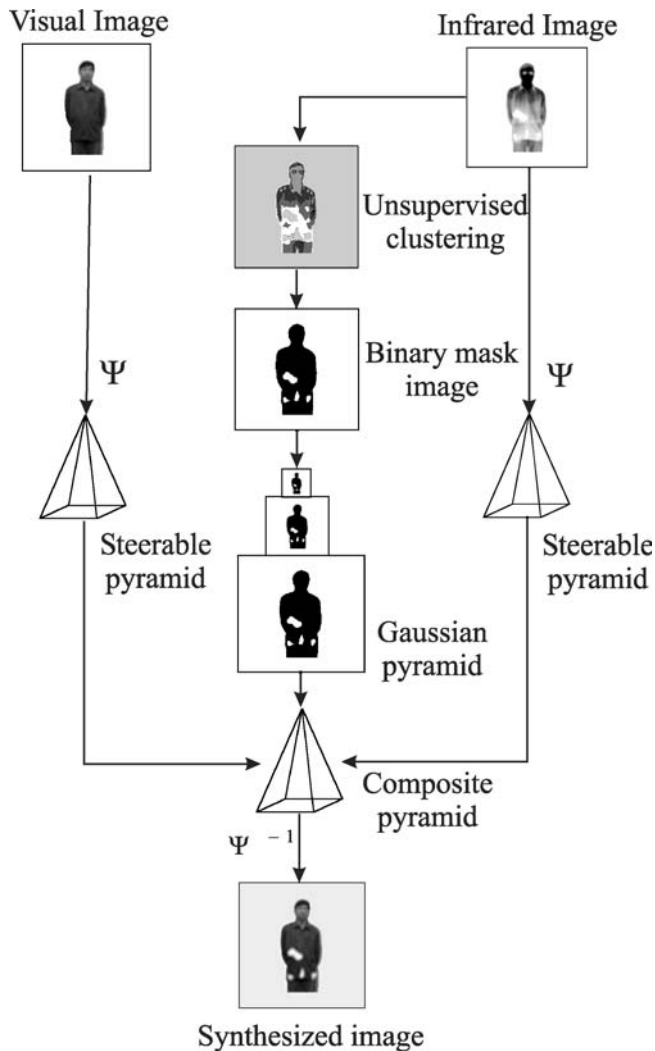 Visual Image
Infrared Image
Unsupervised
clustering
Binary mask
image
Ψ
Ψ
Steerable
pyramid
Steerable
pyramid
Gaussian
pyramid
Composite
pyramid
Ψ − 1
Synthesized image